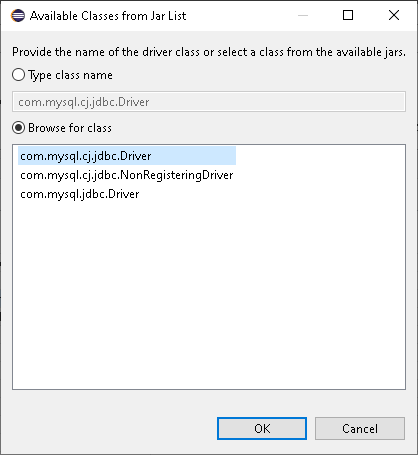 Available Classes from Jar List
Provide the name of the driver class or select a class from the available jars.
Type class name
com.mysql.cj.jdbc.Driver
Browse for class
com.mysql.cj.jdbc.Driver
com.mysql.cj.jdbc.NonRegisteringDriver
com.mysql.jdbc.Driver
OK
Cancel